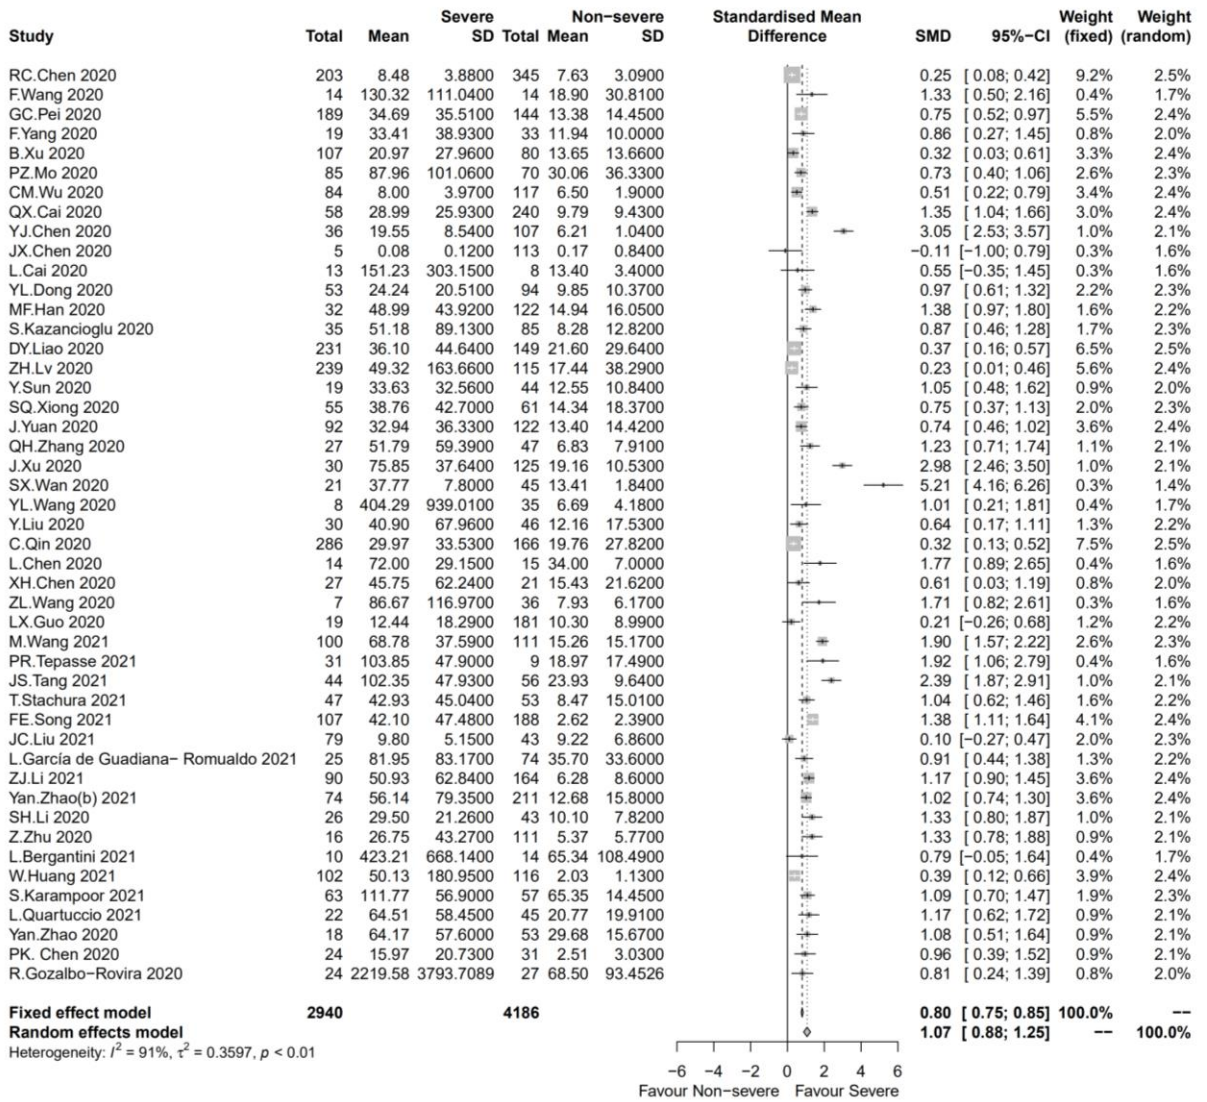 Severe Non−severe Standardised Mean Weight Weight
Study Total Mean SD Total Mean SD Difference SMD 95%−CI (fixed) (random)
RC.Chen 2020 203 8.48 3.8800 345 7.63 3.0900 0.25 [ 0.08; 0.42] 9.2% 2.5%
F.Wang 2020 14 130.32 111.0400 14 18.90 30.8100 1.33 [ 0.50; 2.16] 0.4% 1.7%
GC.Pei 2020 189 34.69 35.5100 144 13.38 14.4500 0.75 [ 0.52; 0.97] 5.5% 2.4%
F.Yang 2020 19 33.41 38.9300 33 11.94 10.0000 0.86 [ 0.27; 1.45] 0.8% 2.0%
B.Xu 2020 107 20.97 27.9600 80 13.65 13.6600 0.32 [ 0.03; 0.61] 3.3% 2.4%
PZ.Mo 2020 85 87.96 101.0600 70 30.06 36.3300 0.73 [ 0.40; 1.06] 2.6% 2.3%
CM.Wu 2020 84 8.00 3.9700 117 6.50 1.9000 0.51 [ 0.22; 0.79] 3.4% 2.4%
QX.Cai 2020 58 28.99 25.9300 240 9.79 9.4300 1.35 [ 1.04; 1.66] 3.0% 2.4%
YJ.Chen 2020 36 19.55 8.5400 107 6.21 1.0400 3.05 [ 2.53; 3.57] 1.0% 2.1%
JX.Chen 2020 5 0.08 0.1200 113 0.17 0.8400 −0.11 [−1.00; 0.79] 0.3% 1.6%
L.Cai 2020 13 151.23 303.1500 8 13.40 3.4000 0.55 [−0.35; 1.45] 0.3% 1.6%
YL.Dong 2020 53 24.24 20.5100 94 9.85 10.3700 0.97 [ 0.61; 1.32] 2.2% 2.3%
MF.Han 2020 32 48.99 43.9200 122 14.94 16.0500 1.38 [ 0.97; 1.80] 1.6% 2.2%
S.Kazancioglu 2020 35 51.18 89.1300 85 8.28 12.8200 0.87 [ 0.46; 1.28] 1.7% 2.3%
DY.Liao 2020 231 36.10 44.6400 149 21.60 29.6400 0.37 [ 0.16; 0.57] 6.5% 2.5%
ZH.Lv 2020 239 49.32 163.6600 115 17.44 38.2900 0.23 [ 0.01; 0.46] 5.6% 2.4%
Y.Sun 2020 19 33.63 32.5600 44 12.55 10.8400 1.05 [ 0.48; 1.62] 0.9% 2.0%
SQ.Xiong 2020 55 38.76 42.7000 61 14.34 18.3700 0.75 [ 0.37; 1.13] 2.0% 2.3%
J.Yuan 2020 92 32.94 36.3300 122 13.40 14.4200 0.74 [ 0.46; 1.02] 3.6% 2.4%
QH.Zhang 2020 27 51.79 59.3900 47 6.83 7.9100 1.23 [ 0.71; 1.74] 1.1% 2.1%
J.Xu 2020 30 75.85 37.6400 125 19.16 10.5300 2.98 [ 2.46; 3.50] 1.0% 2.1%
SX.Wan 2020 21 37.77 7.8000 45 13.41 1.8400 5.21 [ 4.16; 6.26] 0.3% 1.4%
YL.Wang 2020 8 404.29 939.0100 35 6.69 4.1800 1.01 [ 0.21; 1.81] 0.4% 1.7%
Y.Liu 2020 30 40.90 67.9600 46 12.16 17.5300 0.64 [ 0.17; 1.11] 1.3% 2.2%
C.Qin 2020 286 29.97 33.5300 166 19.76 27.8200 0.32 [ 0.13; 0.52] 7.5% 2.5%
L.Chen 2020 14 72.00 29.1500 15 34.00 7.0000 1.77 [ 0.89; 2.65] 0.4% 1.6%
XH.Chen 2020 27 45.75 62.2400 21 15.43 21.6200 0.61 [ 0.03; 1.19] 0.8% 2.0%
ZL.Wang 2020 7 86.67 116.9700 36 7.93 6.1700 1.71 [ 0.82; 2.61] 0.3% 1.6%
LX.Guo 2020 19 12.44 18.2900 181 10.30 8.9900 0.21 [−0.26; 0.68] 1.2% 2.2%
M.Wang 2021 100 68.78 37.5900 111 15.26 15.1700 1.90 [ 1.57; 2.22] 2.6% 2.3%
PR.Tepasse 2021 31 103.85 47.9000 9 18.97 17.4900 1.92 [ 1.06; 2.79] 0.4% 1.6%
JS.Tang 2021 44 102.35 47.9300 56 23.93 9.6400 2.39 [ 1.87; 2.91] 1.0% 2.1%
T.Stachura 2021 47 42.93 45.0400 53 8.47 15.0100 1.04 [ 0.62; 1.46] 1.6% 2.2%
FE.Song 2021 107 42.10 47.4800 188 2.62 2.3900 1.38 [ 1.11; 1.64] 4.1% 2.4%
JC.Liu 2021 79 9.80 5.1500 43 9.22 6.8600 0.10 [−0.27; 0.47] 2.0% 2.3%
L.García de Guadiana− Romualdo 2021 25 81.95 83.1700 74 35.70 33.6000 0.91 [ 0.44; 1.38] 1.3% 2.2%
ZJ.Li 2021 90 50.93 62.8400 164 6.28 8.6000 1.17 [ 0.90; 1.45] 3.6% 2.4%
Yan.Zhao(b) 2021 74 56.14 79.3500 211 12.68 15.8000 1.02 [ 0.74; 1.30] 3.6% 2.4%
SH.Li 2020 26 29.50 21.2600 43 10.10 7.8200 1.33 [ 0.80; 1.87] 1.0% 2.1%
Z.Zhu 2020 16 26.75 43.2700 111 5.37 5.7700 1.33 [ 0.78; 1.88] 0.9% 2.1%
L.Bergantini 2021 10 423.21 668.1400 14 65.34 108.4900 0.79 [−0.05; 1.64] 0.4% 1.7%
W.Huang 2021 102 50.13 180.9500 116 2.03 1.1300 0.39 [ 0.12; 0.66] 3.9% 2.4%
S.Karampoor 2021 63 111.77 56.9000 57 65.35 14.4500 1.09 [ 0.70; 1.47] 1.9% 2.3%
L.Quartuccio 2021 22 64.51 58.4500 45 20.77 19.9100 1.17 [ 0.62; 1.72] 0.9% 2.1%
Yan.Zhao 2020 18 64.17 57.6000 53 29.68 15.6700 1.08 [ 0.51; 1.64] 0.9% 2.1%
PK. Chen 2020 24 15.97 20.7300 31 2.51 3.0300 0.96 [ 0.39; 1.52] 0.9% 2.1%
R.Gozalbo−Rovira 2020 24 2219.58 3793.7089 27 68.50 93.4526 0.81 [ 0.24; 1.39] 0.8% 2.0%
Fixed effect model 2940 4186 0.80 [ 0.75; 0.85] 100.0% −−
Random effects model 1.07 [ 0.88; 1.25] −− 100.0%
Heterogeneity: I² = 91%, τ² = 0.3597, p < 0.01
−6 −4 −2 0 2 4 6
Favour Non−severe Favour Severe